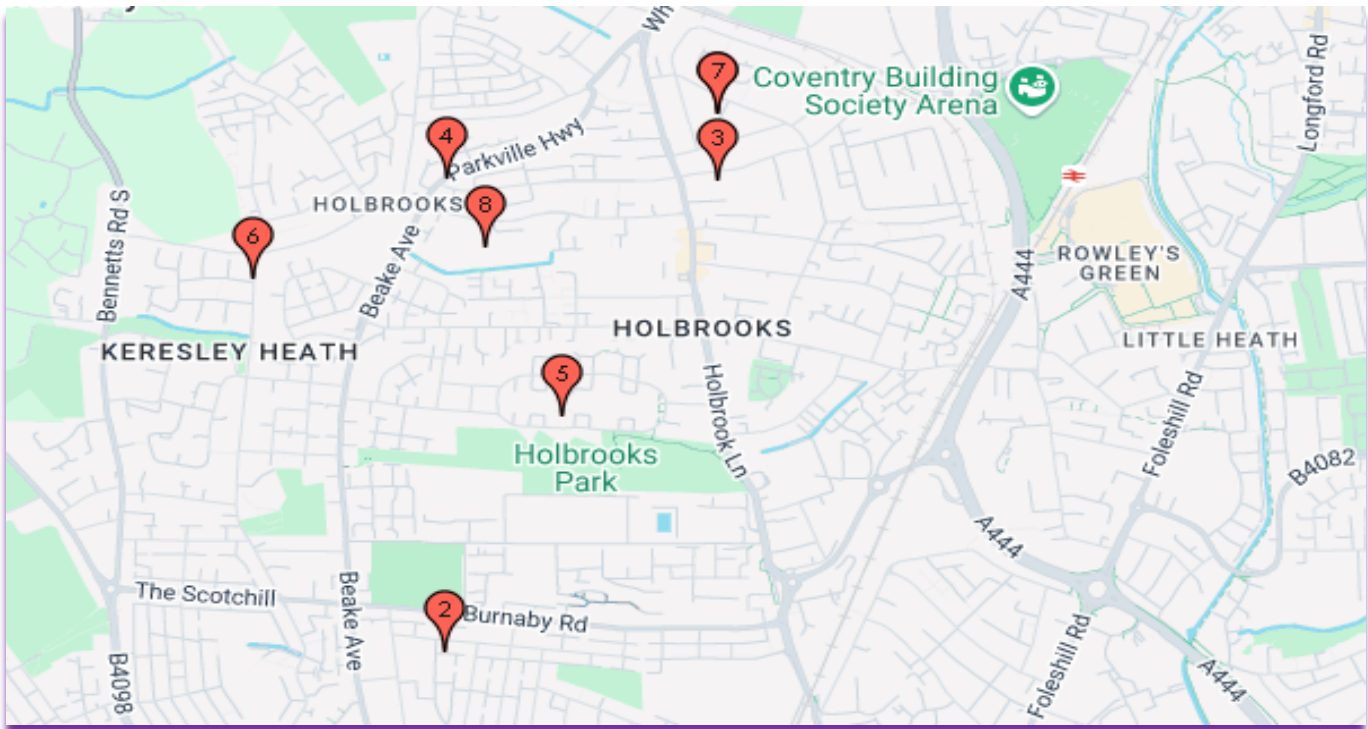 Wh
7
Coventry Building
Society Arena
Longford Rd
4
Parkville Hwy
3
HOLBROOKS
8
Bennetts Rd S
6
Beake Ave
A444
ROWLEY'S
GREEN
HOLBROOKS
KERESLEY HEATH
LITTLE HEATH
5
Holbrook Ln
Foleshill Rd
Holbrooks
Park
B4082
A444
The Scotchill
Beake Ave
2
Burnaby Rd
B4098
Foleshill Rd
A444